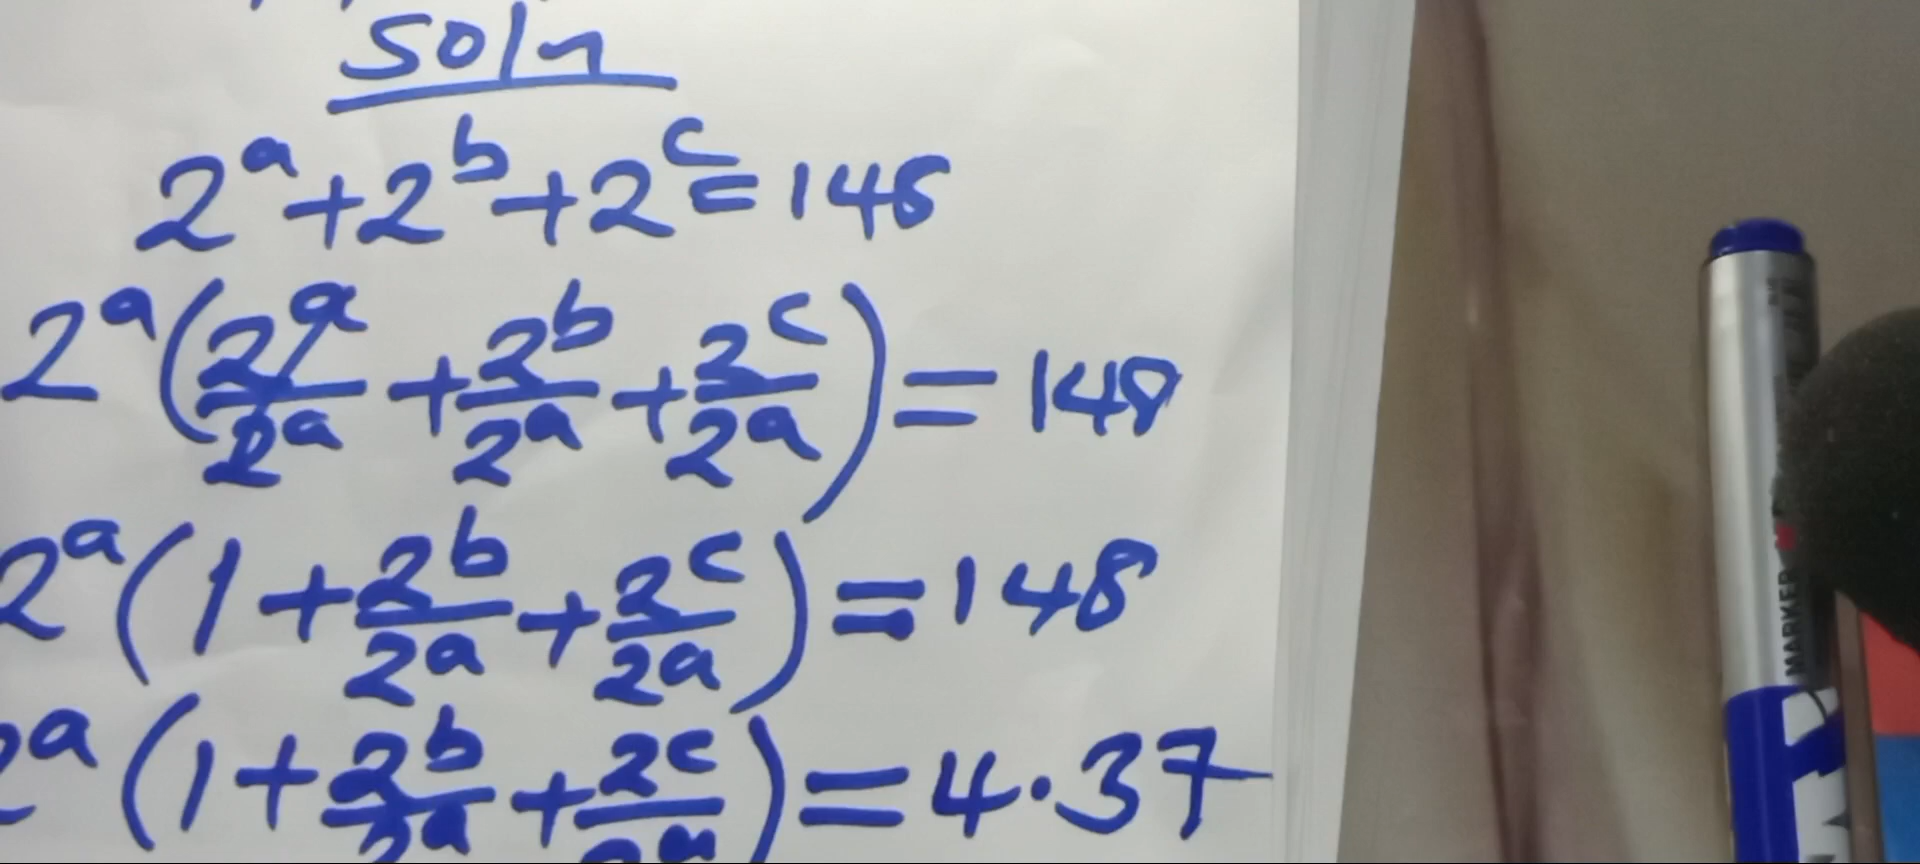 soln
2^a + 2^b + 2^c = 148
2^a (2^a/2^a + 2^b/2^a + 2^c/2^a) = 148
2^a (1 + 2^b/2^a + 2^c/2^a) = 148
2^a (1 + 2^b/2^a + 2^c/2^a) = 4·37
MARKER